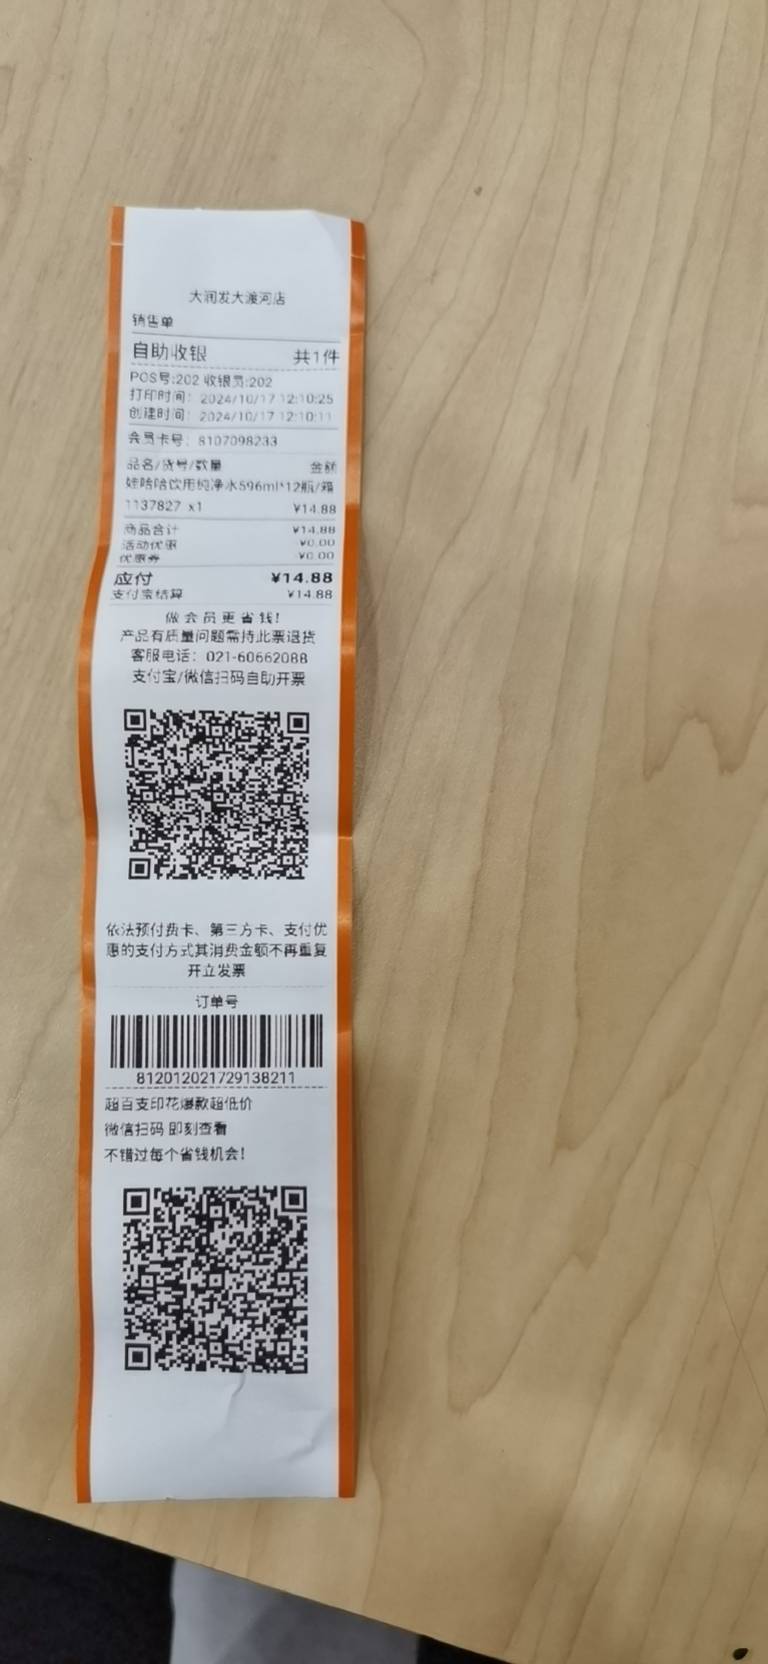 大润发大渡河店
销售单
自助收银 共1件
POS号:202 收银员:202
打印时间: 2024/10/17 12:10:25
创建时间: 2024/10/17 12:10:11
会员卡号: 8107098233
品名/货号/数量 金额
娃哈哈饮用纯净水596ml*12瓶/箱
1137827 x1 ¥14.88
商品合计 ¥14.88
活动优惠 ¥0.00
优惠券 ¥0.00
应付 ¥14.88
支付宝结算 ¥14.88
做会员更省钱!
产品有质量问题需持此票退货
客服电话: 021-60662088
支付宝/微信扫码自助开票
依法预付费卡、第三方卡、支付优
惠的支付方式其消费金额不再重复
开立发票
订单号
812012021729138211
超百支印花爆款超低价
微信扫码 即刻查看
不错过每个省钱机会!